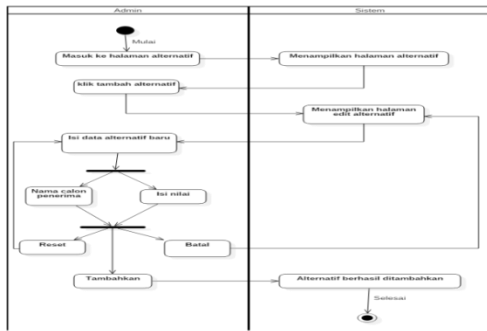 Admin
Sistem
Mulai
Masuk ke halaman alternatif
Menampilkan halaman alternatif
klik tambah alternatif
Menampilkan halaman
edit alternatif
Isi data alternatif baru
Nama calon
penerima
Isi nilai
Reset
Batal
Tambahkan
Alternatif berhasil ditambahkan
Selesai